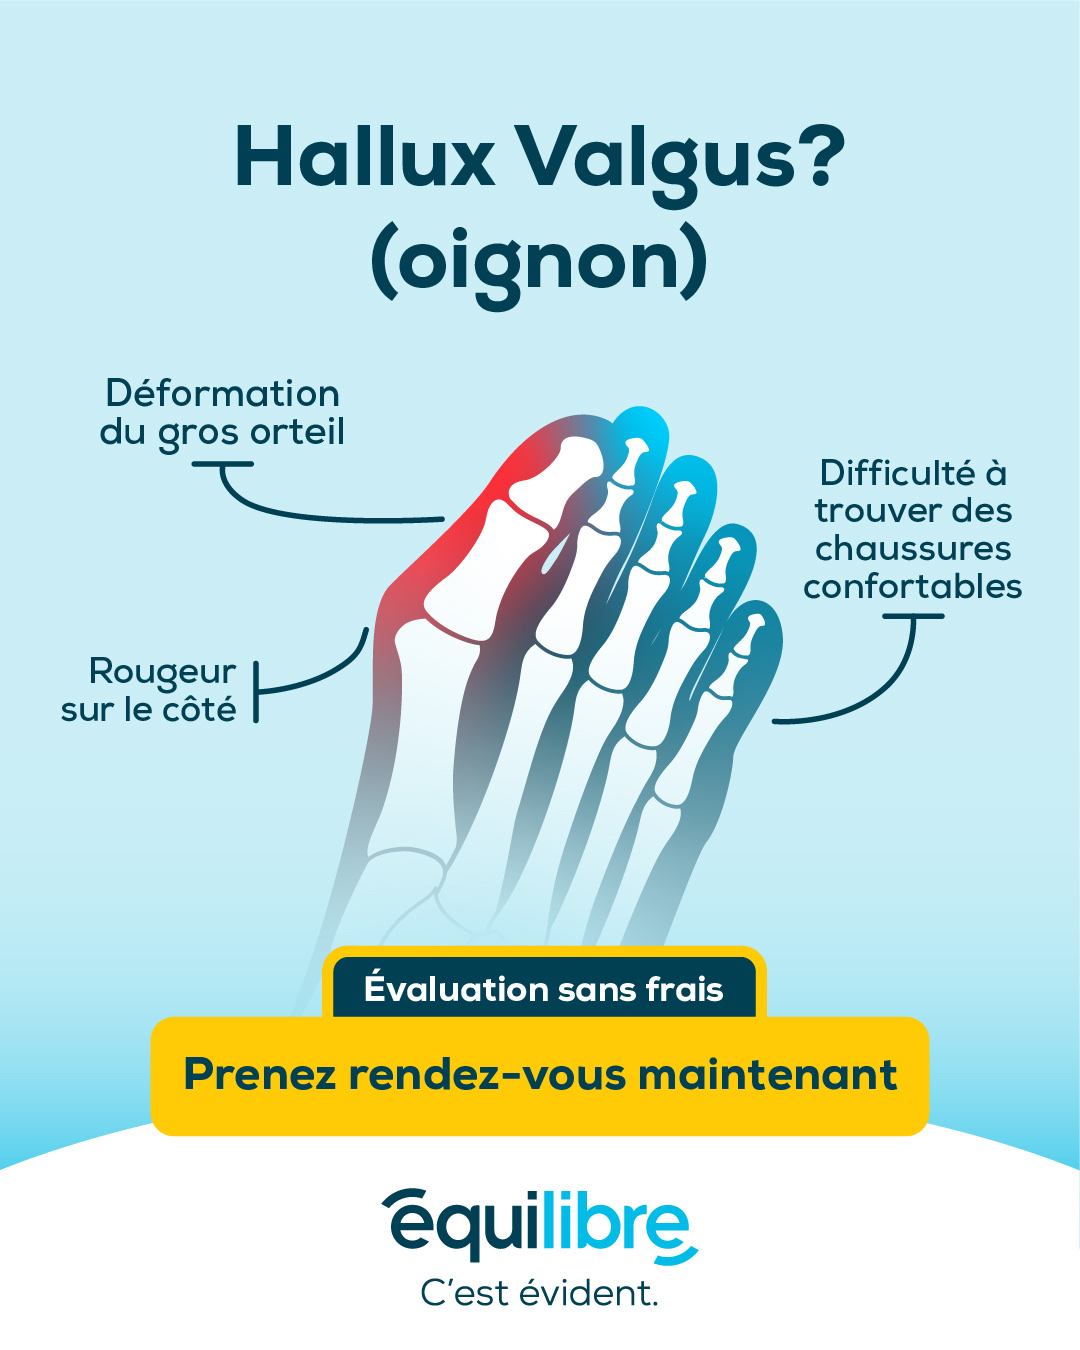 Hallux Valgus?
(oignon)
Déformation
du gros orteil
Difficulté à
trouver des
chaussures
confortables
Rougeur
sur le côté
Évaluation sans frais
Prenez rendez-vous maintenant
équilibre
C'est évident.